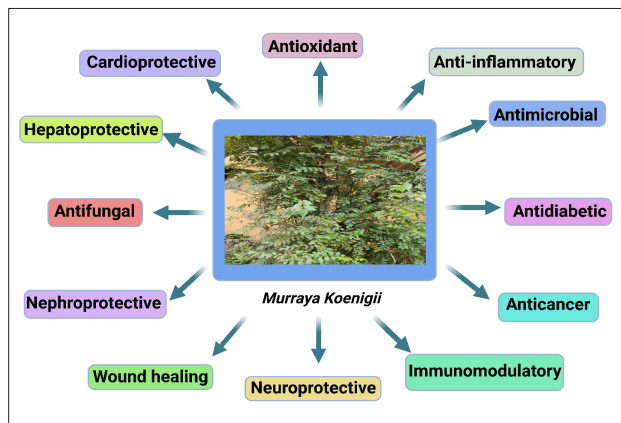 Antioxidant
Cardioprotective
Anti-inflammatory
Hepatoprotective
Antimicrobial
Antifungal
Antidiabetic
Nephroprotective
Murraya Koenigii
Anticancer
Wound healing
Neuroprotective
Immunomodulatory